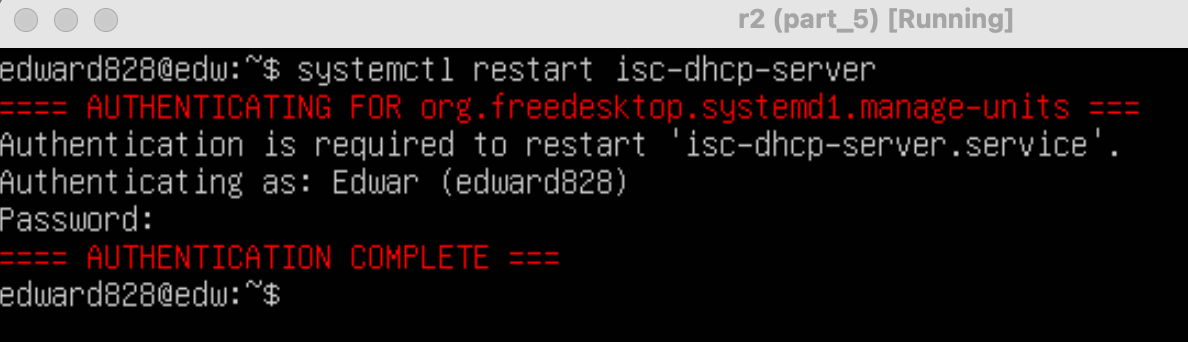 r2 (part_5) [Running]
edward828@edw:~$ systemctl restart isc-dhcp-server
==== AUTHENTICATING FOR org.freedesktop.systemd1.manage-units ===
Authentication is required to restart 'isc-dhcp-server.service'.
Authenticating as: Edwar (edward828)
Password:
==== AUTHENTICATION COMPLETE ===
edward828@edw:~$